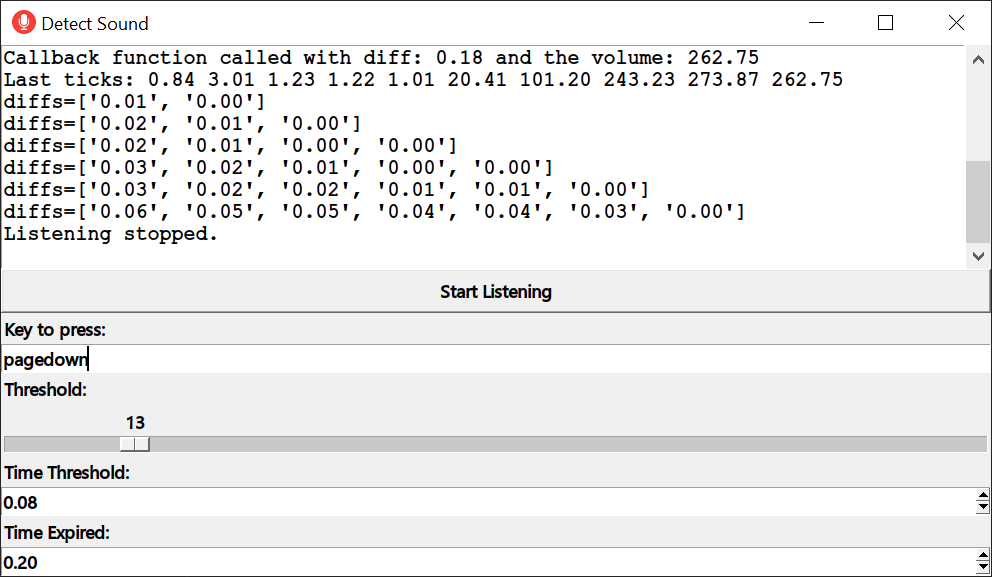 Detect Sound
Callback function called with diff: 0.18 and the volume: 262.75
Last ticks: 0.84 3.01 1.23 1.22 1.01 20.41 101.20 243.23 273.87 262.75
diffs=['0.01', '0.00']
diffs=['0.02', '0.01', '0.00']
diffs=['0.02', '0.01', '0.00', '0.00']
diffs=['0.03', '0.02', '0.01', '0.00', '0.00']
diffs=['0.03', '0.02', '0.02', '0.01', '0.01', '0.00']
diffs=['0.06', '0.05', '0.05', '0.04', '0.04', '0.03', '0.00']
Listening stopped.
Start Listening
Key to press:
pagedown
Threshold:
13
Time Threshold:
0.08
Time Expired:
0.20